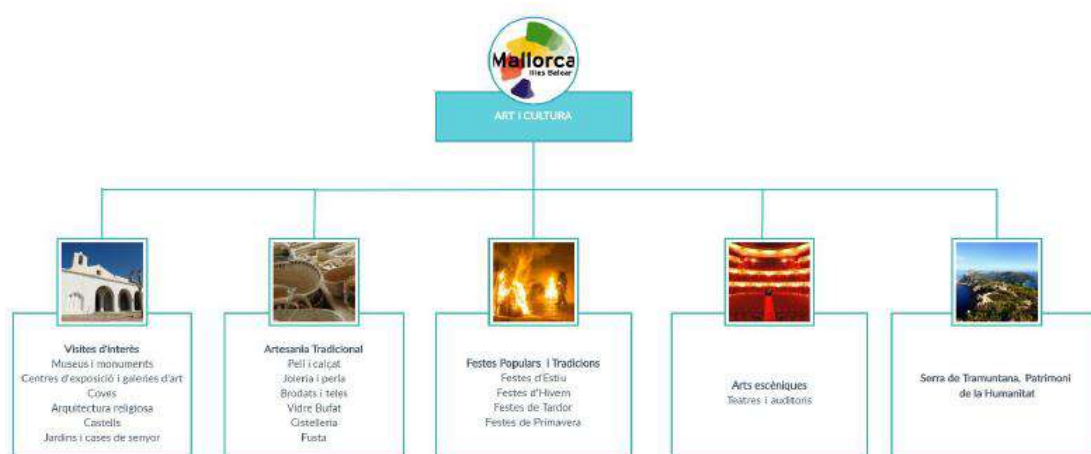 Mallorca
Illes Balear
ART I CULTURA
Visites d'interès
Museus i monuments
Centres d'exposició i galeries d'art
Coves
Arquitectura religiosa
Castells
Jardins i cases de senyor
Artesania Tradicional
Pell i calçat
Joleria i perla
Brodats i teles
Vidre Bufat
Cistelleria
Fusta
Festes Populars i Tradicions
Festes d'Estiu
Festes d'Hivern
Festes de Tardor
Festes de Primavera
Arts escèniques
Teatres i auditoris
Serra de Tramuntana, Patrimoni
de la Humanitat